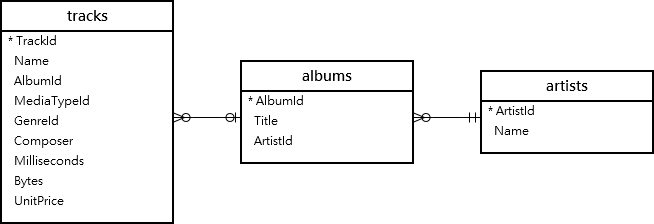 tracks
* TrackId
Name
AlbumId
MediaTypeId
GenreId
Composer
Milliseconds
Bytes
UnitPrice
albums
* AlbumId
Title
ArtistId
artists
* ArtistId
Name